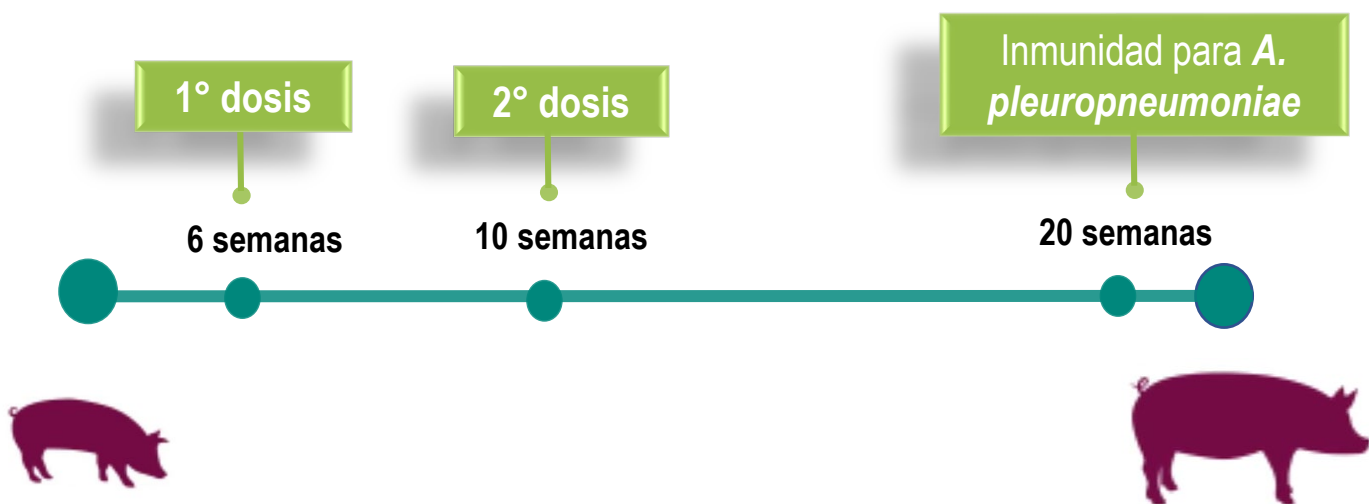 1° dosis
2° dosis
Inmunidad para A.
pleuropneumoniae
6 semanas
10 semanas
20 semanas